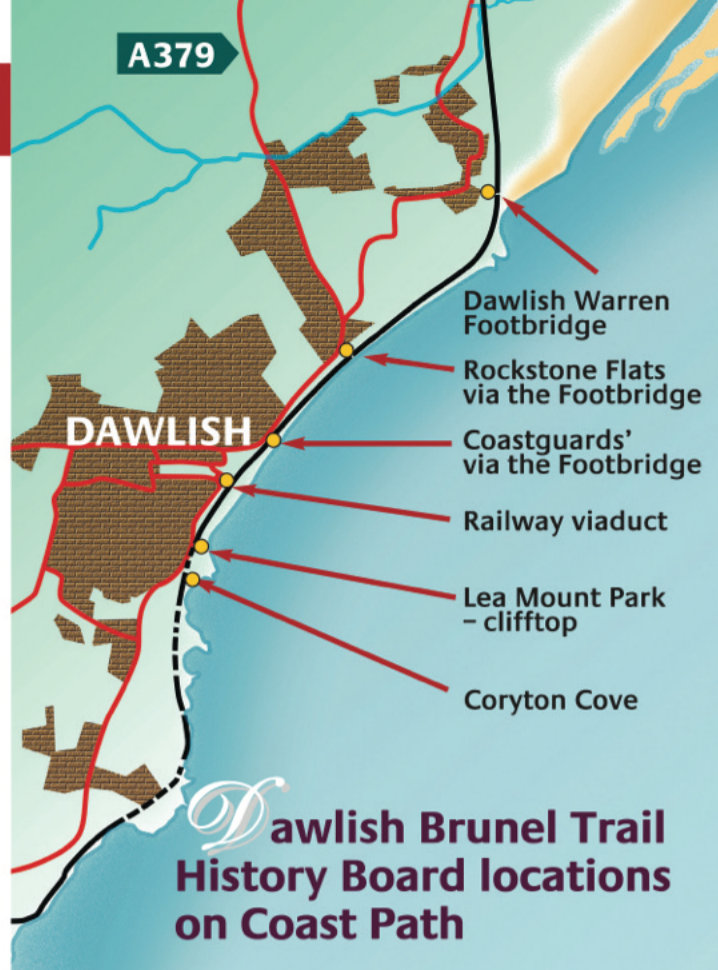 A379
Dawlish Warren
Footbridge
Rockstone Flats
via the Footbridge
DAWLISH
Coastguards'
via the Footbridge
Railway viaduct
Lea Mount Park
– clifftop
Coryton Cove
Dawlish Brunel Trail
History Board locations
on Coast Path